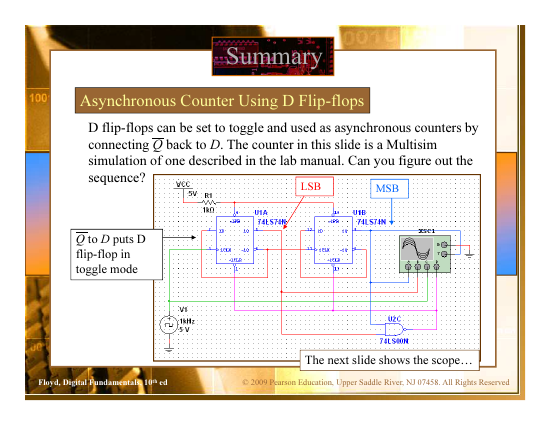 Summary
Asynchronous Counter Using D Flip-flops
D flip-flops can be set to toggle and used as asynchronous counters by
connecting Q̅ back to D. The counter in this slide is a Multisim
simulation of one described in the lab manual. Can you figure out the
sequence?
VCC
5V
R1
1kΩ
LSB
MSB
U1A
74LS74N
U1B
74LS74N
XSC1
Q̅ to D puts D
flip-flop in
toggle mode
V1
1kHz
5 V
U2C
74LS00N
The next slide shows the scope…
Floyd, Digital Fundamentals, 10th ed
© 2009 Pearson Education, Upper Saddle River, NJ 07458. All Rights Reserved